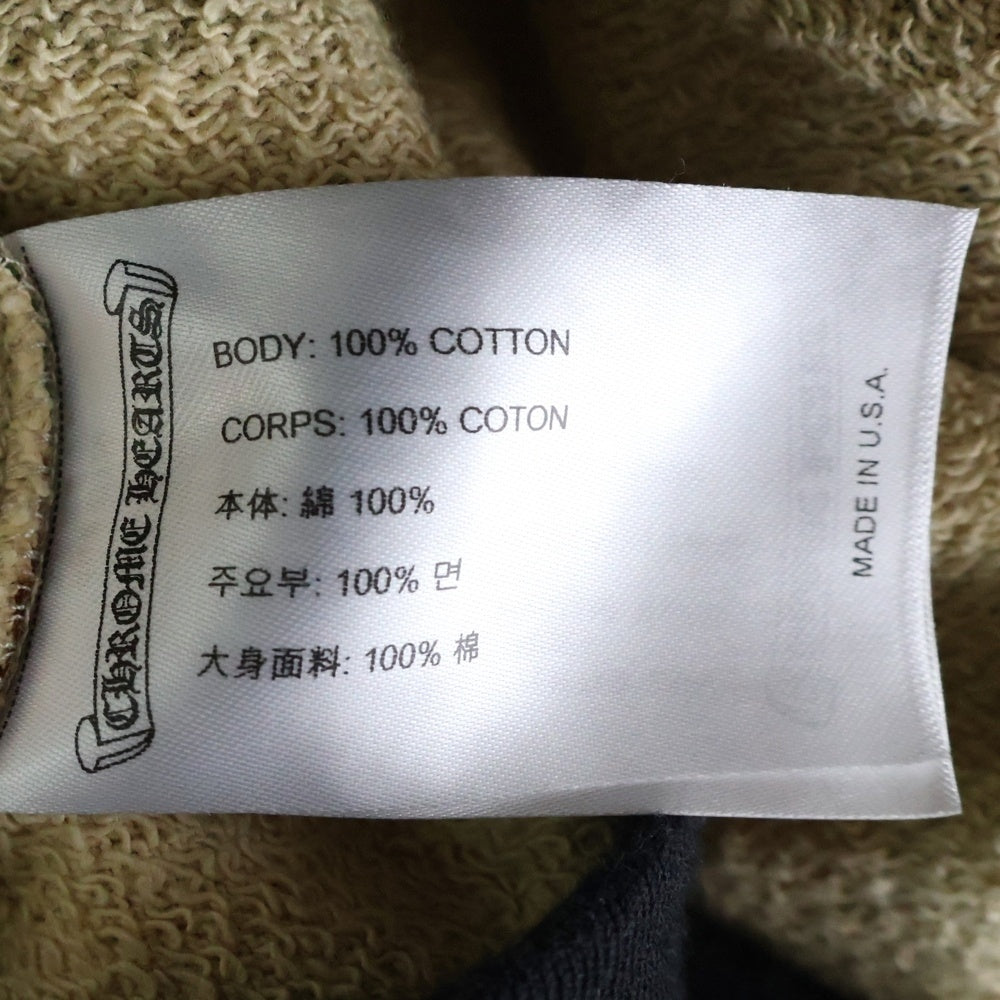 CHROME HEARTS
BODY: 100% COTTON
CORPS: 100% COTON
本体: 綿 100%
주요부: 100% 면
大身面料: 100% 棉
MADE IN U.S.A.